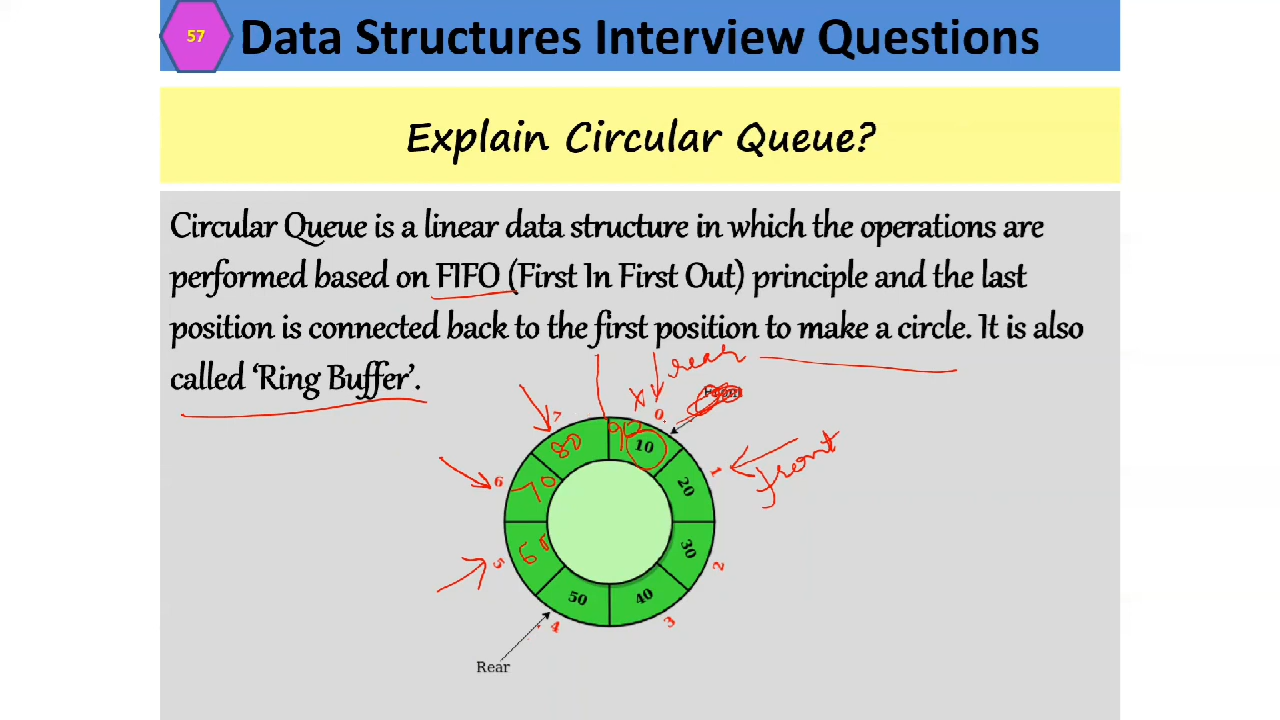 57
Data Structures Interview Questions
Explain Circular Queue?
Circular Queue is a linear data structure in which the operations are
performed based on FIFO (First In First Out) principle and the last
position is connected back to the first position to make a circle. It is also
called ‘Ring Buffer’.
rear
X
0
7
90
10
80
front
1
20
6
70
30
2
5
60
50
40
4
3
Rear